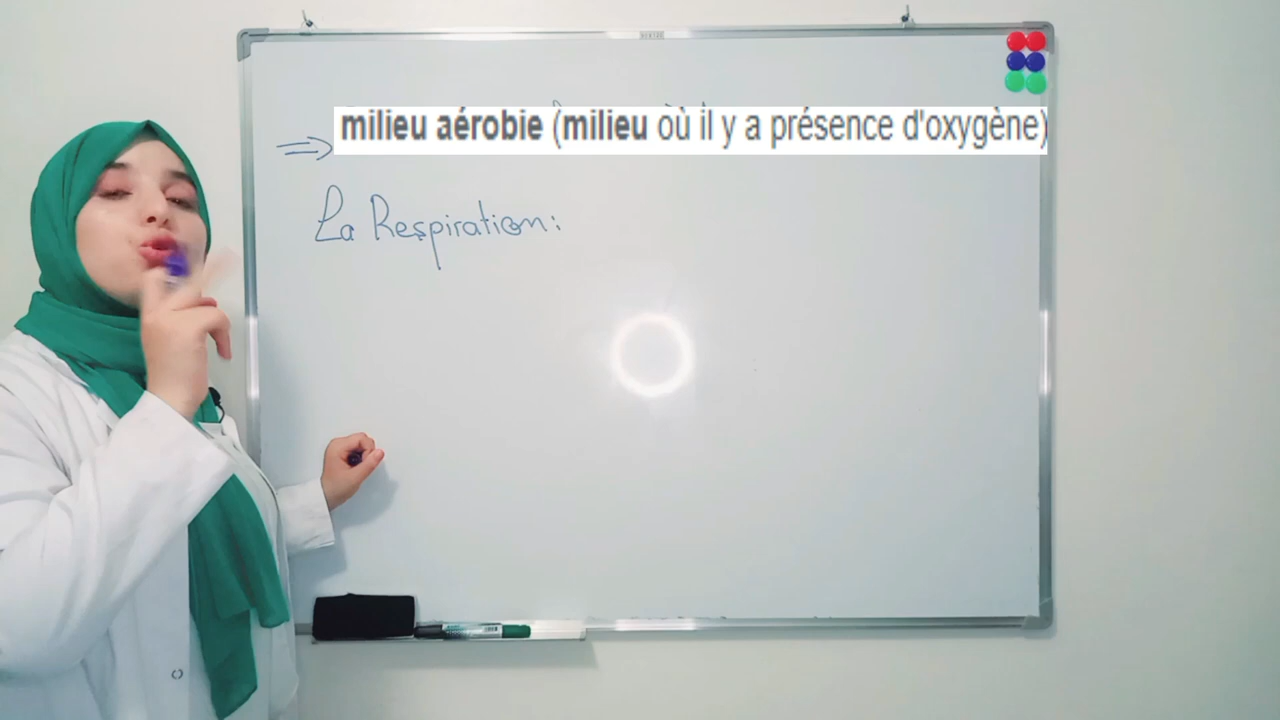 ⇒ milieu aérobie (milieu où il y a présence d'oxygène)
La Respiration: